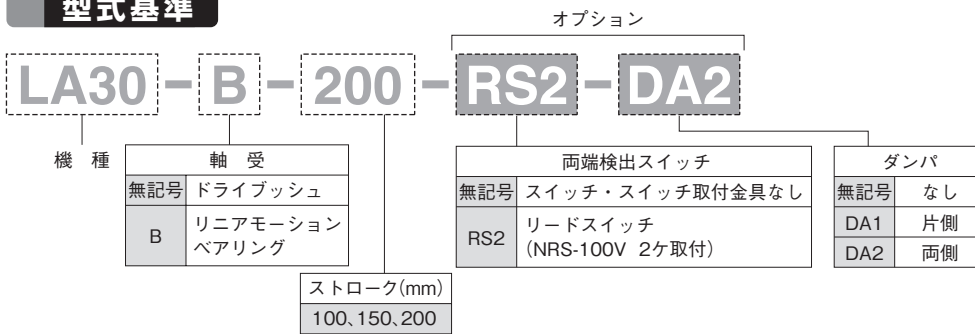 型式基準
オプション
LA30-B-200-RS2-DA2
機 種
軸 受
無記号 ドライブッシュ
B リニアモーション
ベアリング
ストローク(mm)
100、150、200
両端検出スイッチ
無記号 スイッチ・スイッチ取付金具なし
RS2 リードスイッチ
(NRS-100V 2ケ取付)
ダンパ
無記号 なし
DA1 片側
DA2 両側